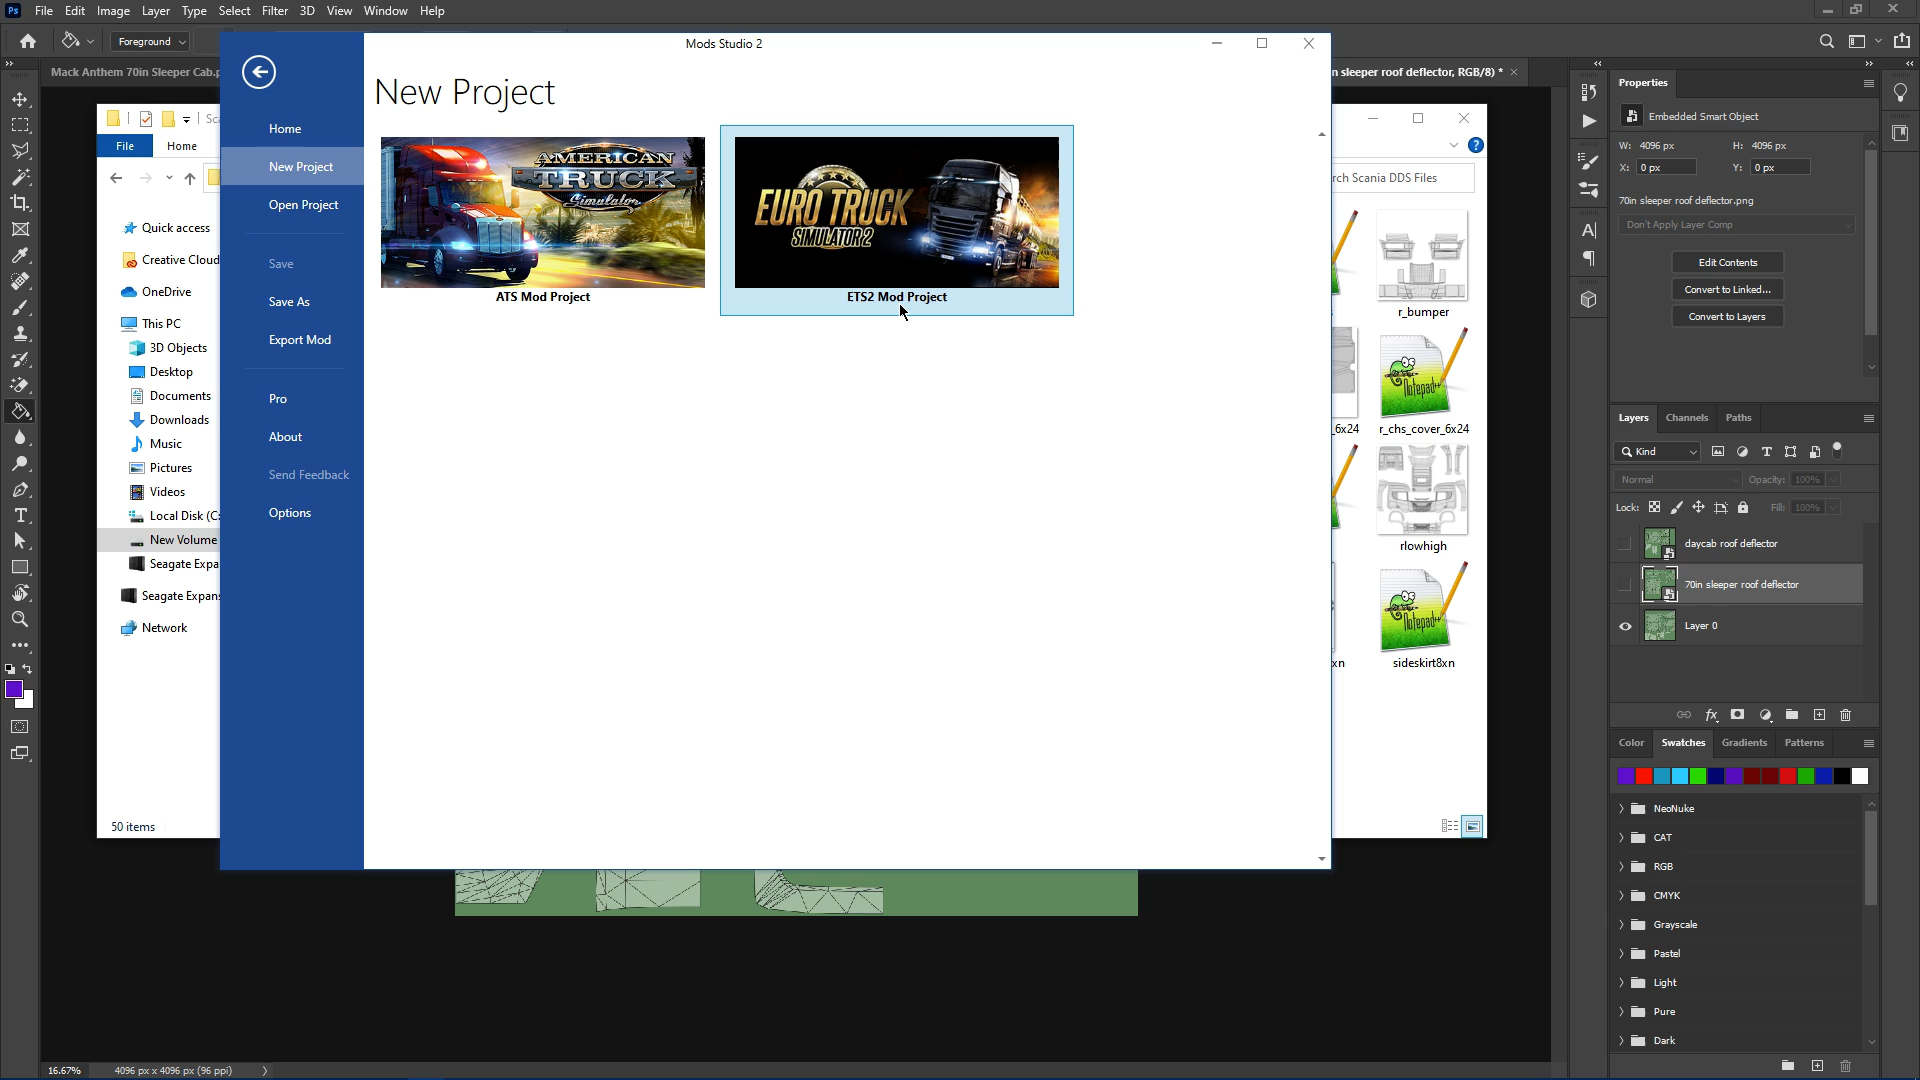 Ps File Edit Image Layer Type Select Filter 3D View Window Help
Foreground
Mods Studio 2
Mack Anthem 70in Sleeper Cab.p
n sleeper roof deflector, RGB/8) *
New Project
Home
New Project
Open Project
Save
Save As
Export Mod
Pro
About
Send Feedback
Options
AMERICAN
TRUCK
Simulator
ATS Mod Project
EURO TRUCK
SIMULATOR 2
ETS2 Mod Project
Sca
File
Home
Quick access
Creative Cloud
OneDrive
This PC
3D Objects
Desktop
Documents
Downloads
Music
Pictures
Videos
Local Disk (C:
New Volume
Seagate Expa
Seagate Expans
Network
50 items
rch Scania DDS Files
r_bumper
_6x24
Notepad++
r_chs_cover_6x24
rlowhigh
xn
Notepad++
sideskirt8xn
Properties
Embedded Smart Object
W: 4096 px H: 4096 px
X: 0 px Y: 0 px
70in sleeper roof deflector.png
Don't Apply Layer Comp
Edit Contents
Convert to Linked...
Convert to Layers
Layers Channels Paths
Kind
Normal Opacity: 100%
Lock: Fill: 100%
daycab roof deflector
70in sleeper roof deflector
Layer 0
Color Swatches Gradients Patterns
NeoNuke
CAT
RGB
CMYK
Grayscale
Pastel
Light
Pure
Dark
16.67% 4096 px x 4096 px (96 ppi)